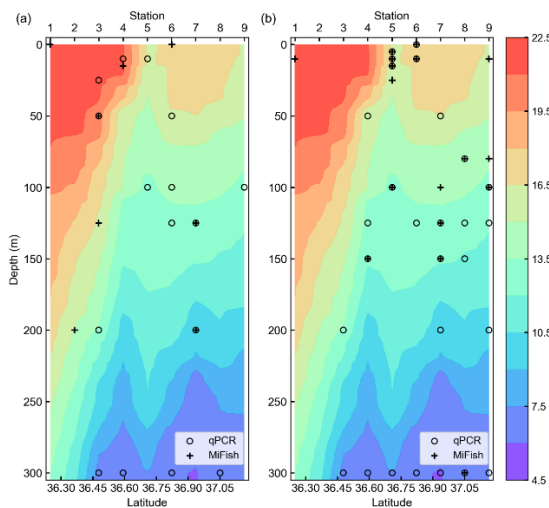 (a) Station (b) Station
1 2 3 4 5 6 7 8 9 1 2 3 4 5 6 7 8 9
0 0 22.5
50 50 19.5
100 100 16.5
150 150 13.5
200 200 10.5
250 250 7.5
300 300 4.5
Depth (m)
qPCR qPCR
MiFish MiFish
36.30 36.45 36.60 36.75 36.90 37.05 36.30 36.45 36.60 36.75 36.90 37.05
Latitude Latitude